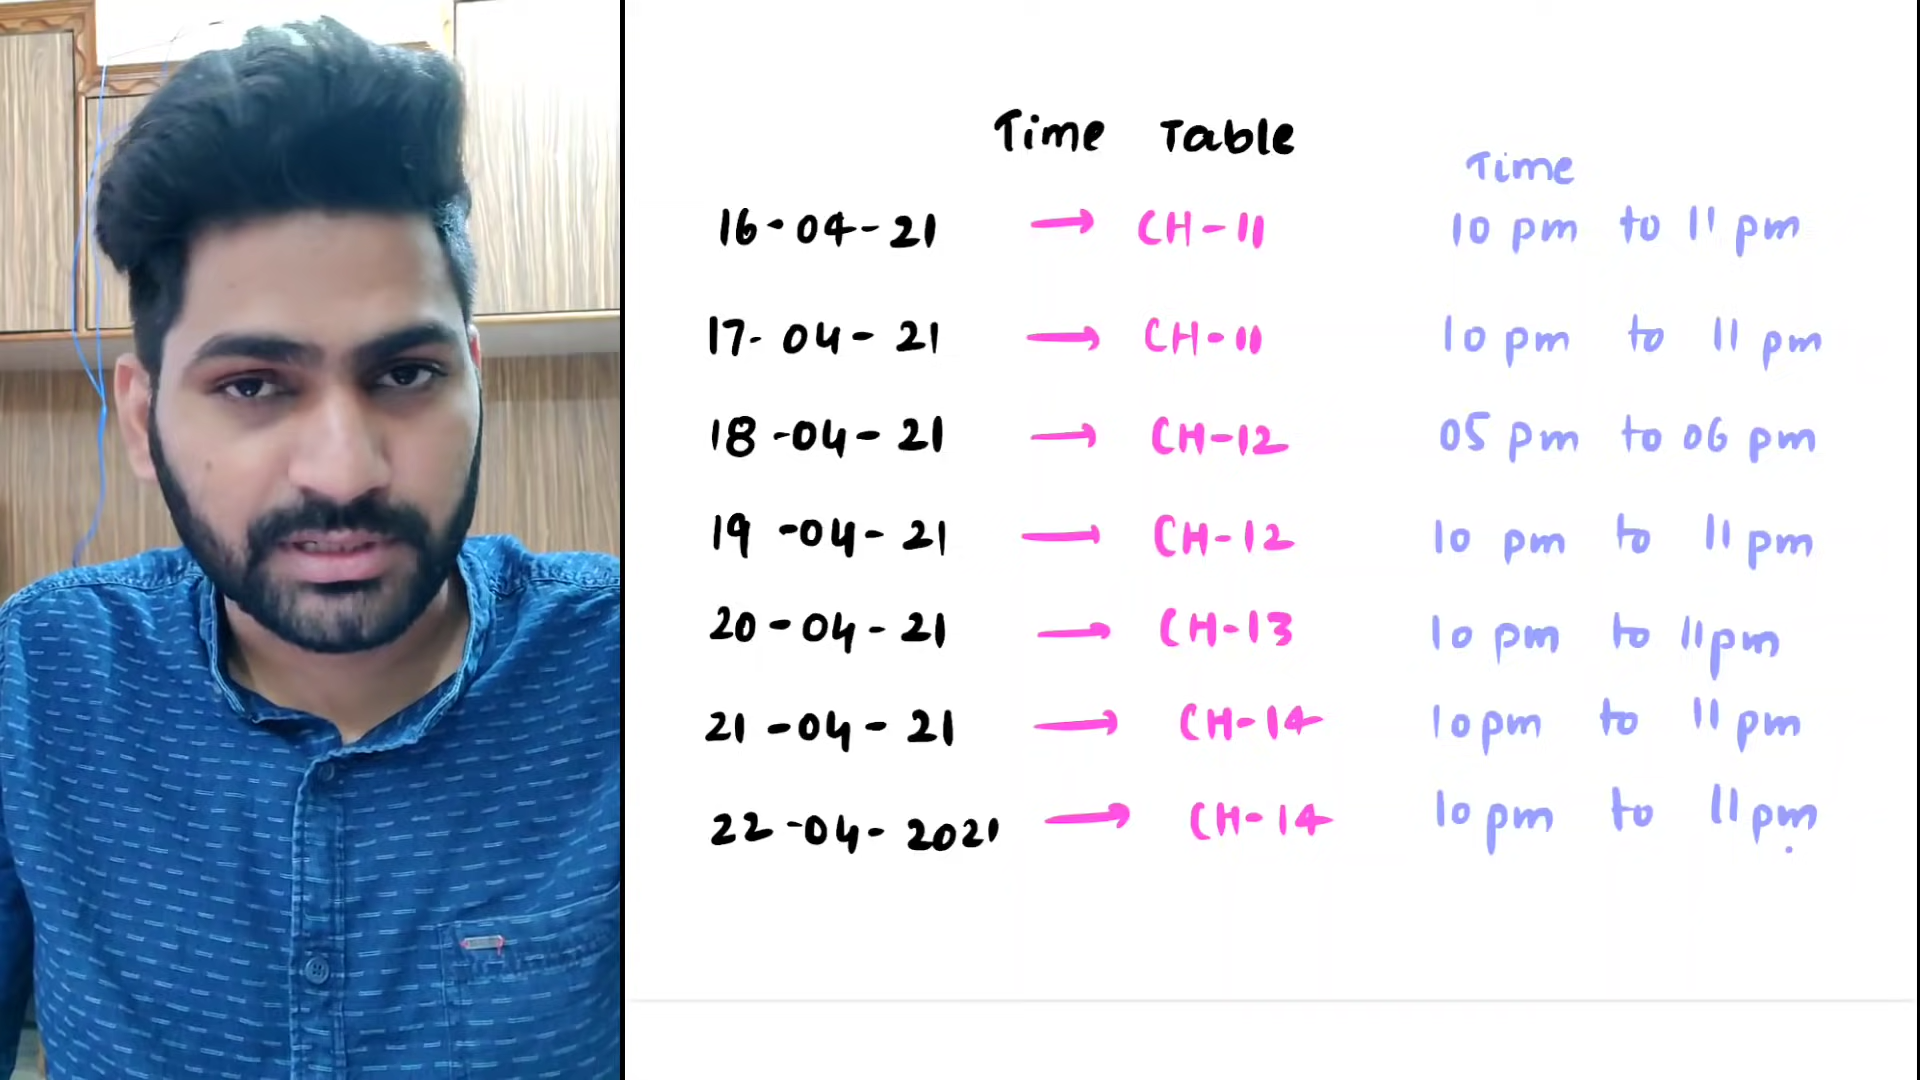 Time Table
Time
16-04-21 → CH-11 10 pm to 11 pm
17-04-21 → CH-11 10 pm to 11 pm
18-04-21 → CH-12 05 pm to 06 pm
19-04-21 → CH-12 10 pm to 11 pm
20-04-21 → CH-13 10 pm to 11pm
21-04-21 → CH-14 10pm to 11 pm
22-04-2021 → CH-14 10pm to 11pm